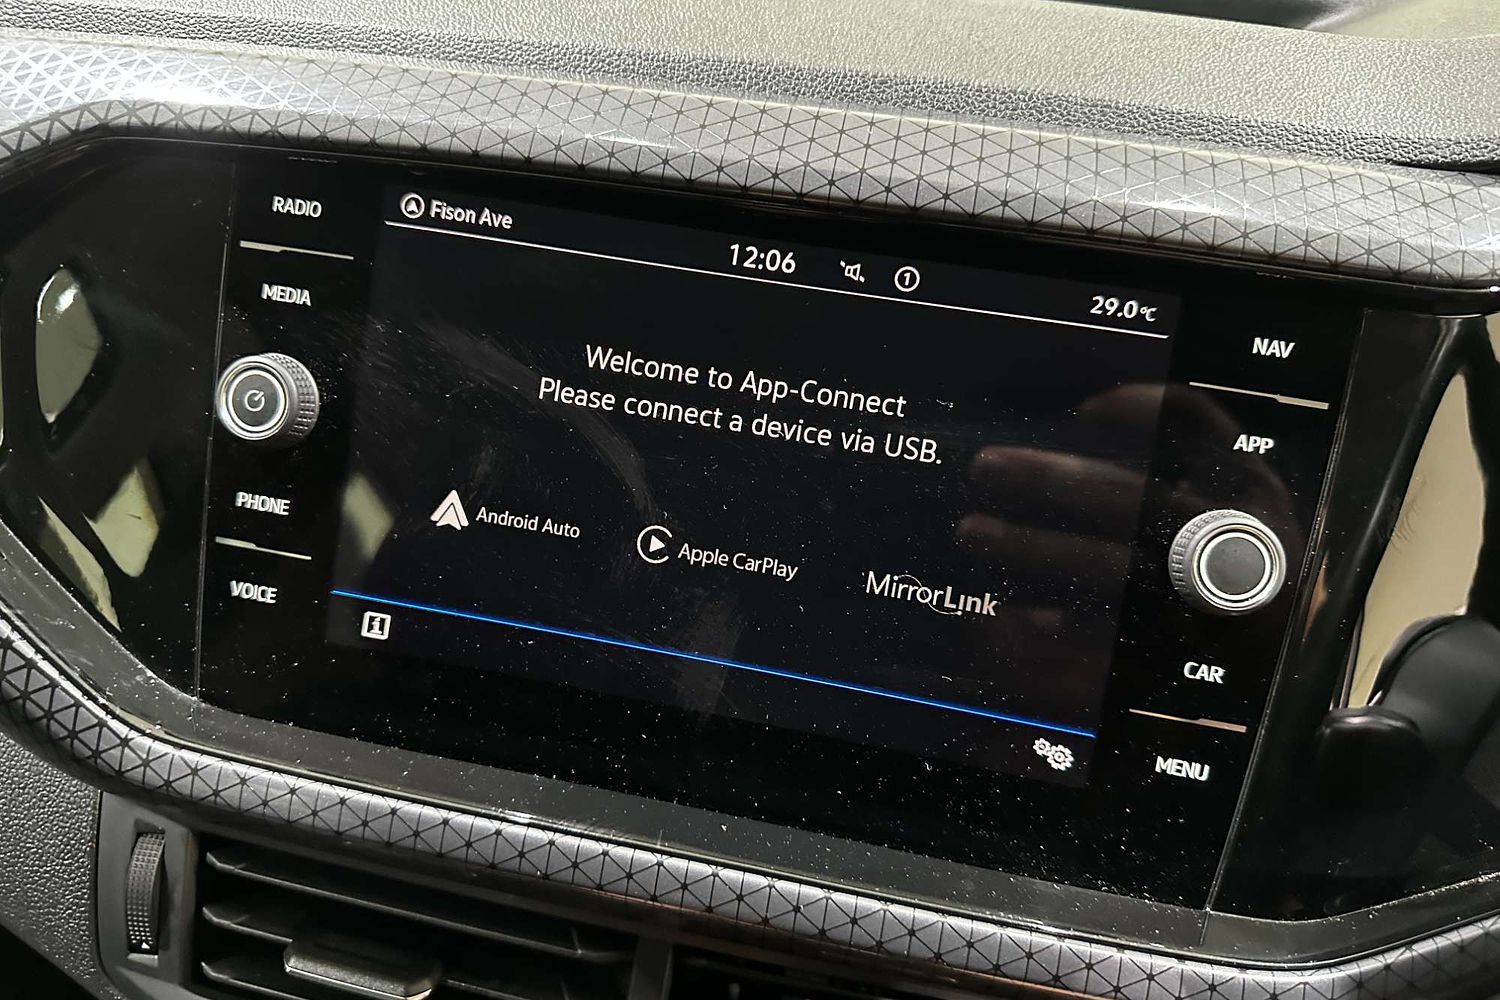 RADIO
MEDIA
PHONE
VOICE
Fison Ave
12:06
1
29.0°C
Welcome to App-Connect
Please connect a device via USB.
Android Auto
Apple CarPlay
MirrorLink
i
NAV
APP
CAR
MENU